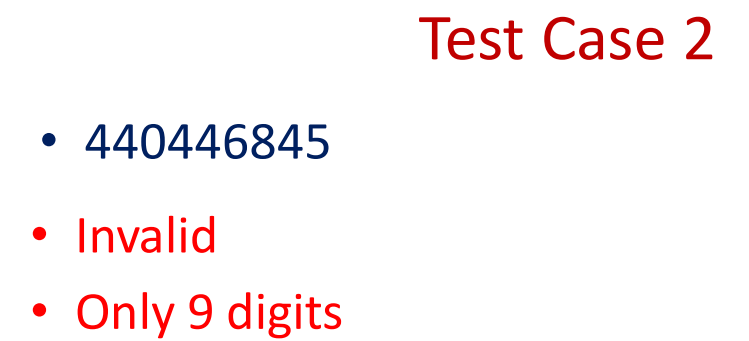 Test Case 2
• 440446845
• Invalid
• Only 9 digits